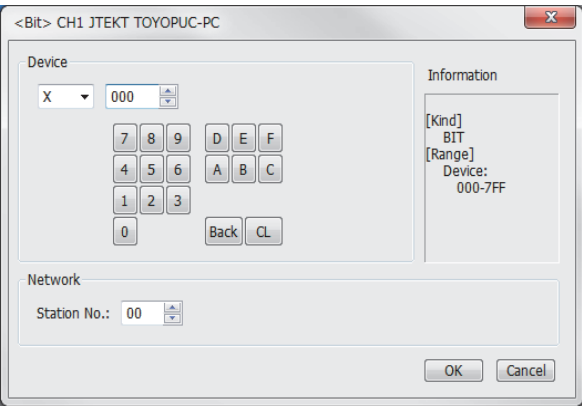 <Bit> CH1 JTEKT TOYOPUC-PC
x
Device
X 000
7 8 9 D E F
4 5 6 A B C
1 2 3
0 Back CL
Information
[Kind]
BIT
[Range]
Device:
000-7FF
Network
Station No.: 00
OK Cancel